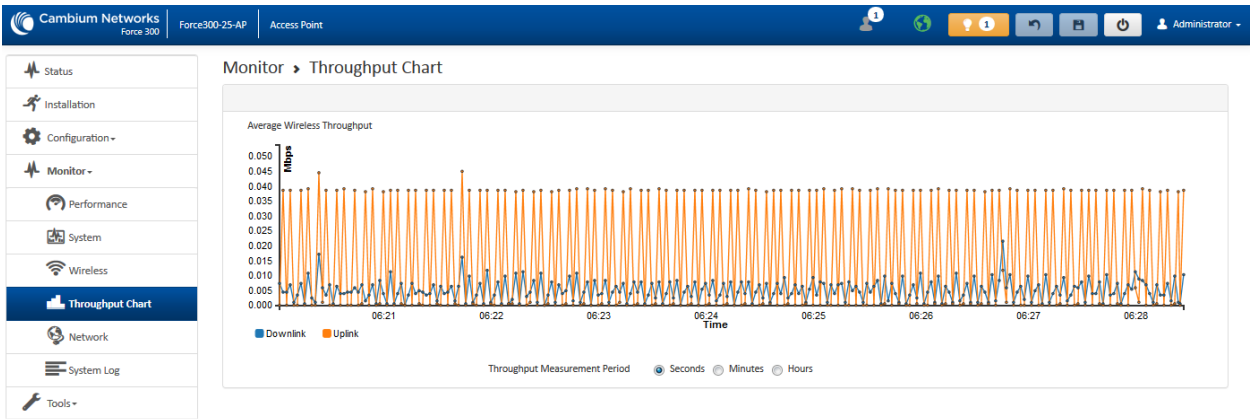 Cambium Networks
Force 300
Force300-25-AP
Access Point
1
1
Administrator
Status
Installation
Configuration
Monitor
Performance
System
Wireless
Throughput Chart
Network
System Log
Tools
Monitor > Throughput Chart
Average Wireless Throughput
Mbps
0.050
0.045
0.040
0.035
0.030
0.025
0.020
0.015
0.010
0.005
0.000
06:21 06:22 06:23 06:24 06:25 06:26 06:27 06:28
Time
Downlink Uplink
Throughput Measurement Period Seconds Minutes Hours